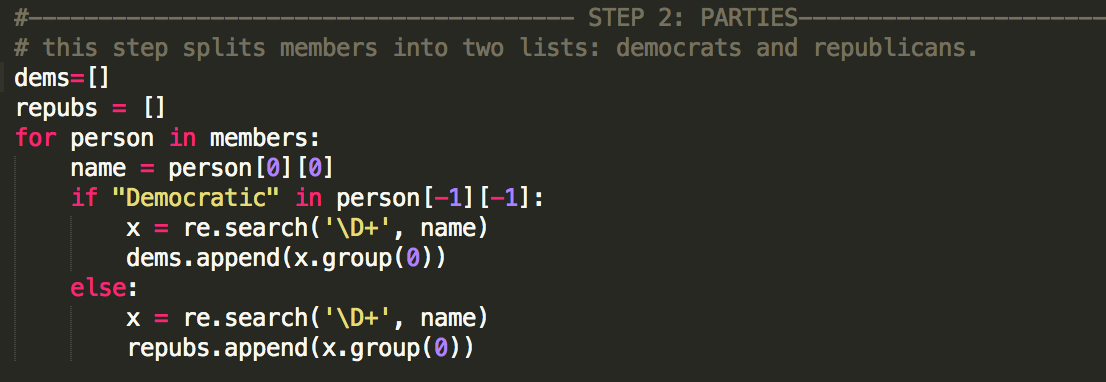 #--------------------------------------- STEP 2: PARTIES----------------------
# this step splits members into two lists: democrats and republicans.
dems=[]
repubs = []
for person in members:
    name = person[0][0]
    if "Democratic" in person[-1][-1]:
        x = re.search('\D+', name)
        dems.append(x.group(0))
    else:
        x = re.search('\D+', name)
        repubs.append(x.group(0))